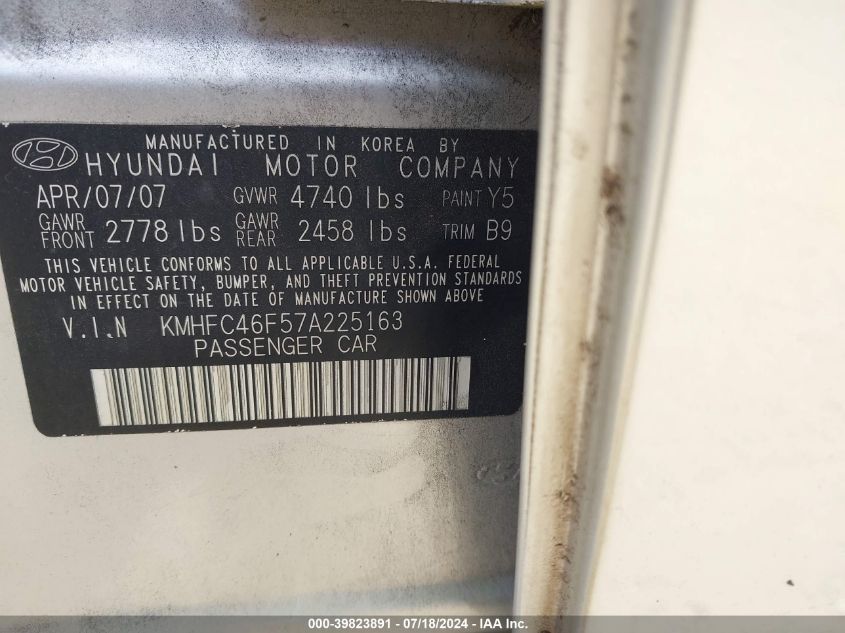 MANUFACTURED IN KOREA BY
HYUNDAI MOTOR COMPANY
APR/07/07 GVWR 4740 lbs PAINT Y5
GAWR FRONT 2778 lbs GAWR REAR 2458 lbs TRIM B9
THIS VEHICLE CONFORMS TO ALL APPLICABLE U.S.A. FEDERAL
MOTOR VEHICLE SAFETY, BUMPER, AND THEFT PREVENTION STANDARDS
IN EFFECT ON THE DATE OF MANUFACTURE SHOWN ABOVE
V.I.N KMHFC46F57A225163
PASSENGER CAR
000-39823891 - 07/18/2024 - IAA Inc.